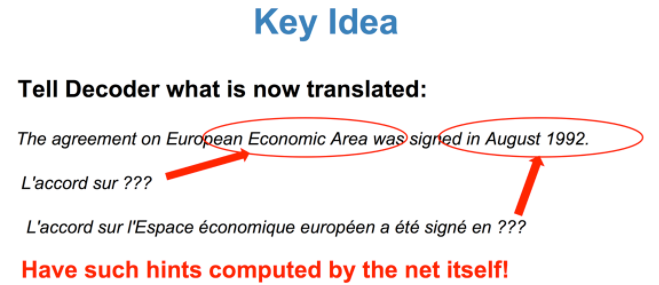 Key Idea
Tell Decoder what is now translated:
The agreement on European Economic Area was signed in August 1992.
L'accord sur ???
L'accord sur l'Espace économique européen a été signé en ???
Have such hints computed by the net itself!